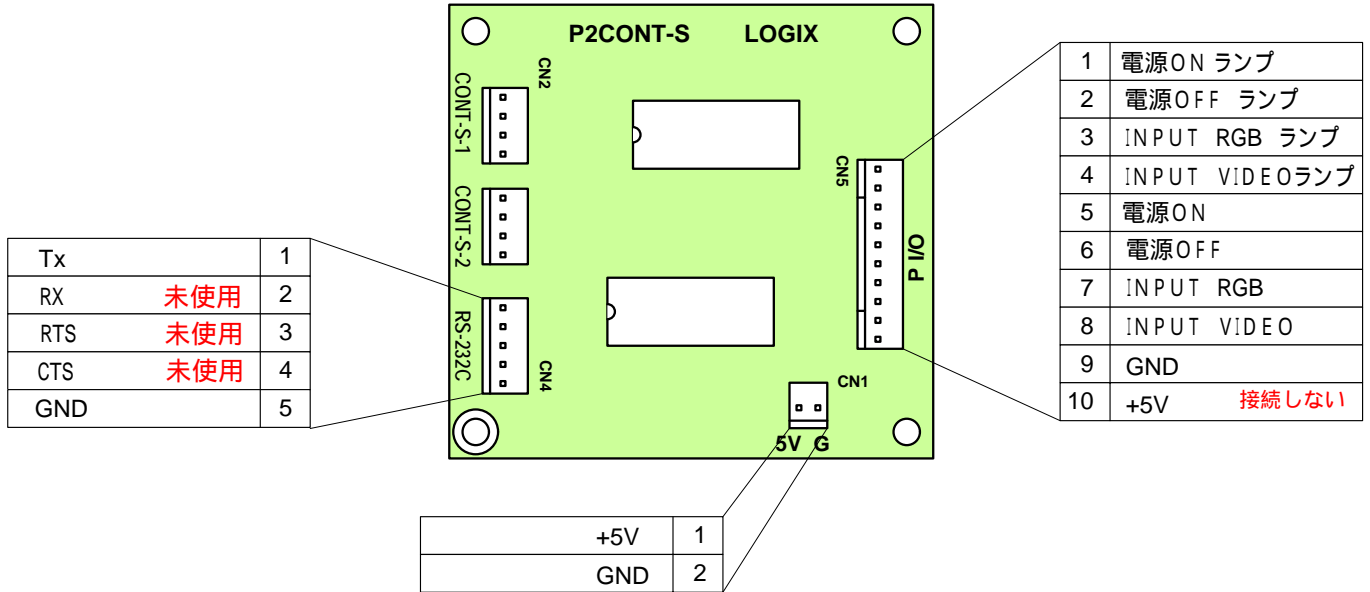 P2CONT-S LOGIX
CN2
CONT-S-1
CONT-S-2
RS-232C
CN4
CN5
P I/O
CN1
5V G
Tx 1
RX 未使用 2
RTS 未使用 3
CTS 未使用 4
GND 5
1 電源ON ランプ
2 電源OFF ランプ
3 INPUT RGB ランプ
4 INPUT VIDEOランプ
5 電源ON
6 電源OFF
7 INPUT RGB
8 INPUT VIDEO
9 GND
10 +5V 接続しない
+5V 1
GND 2